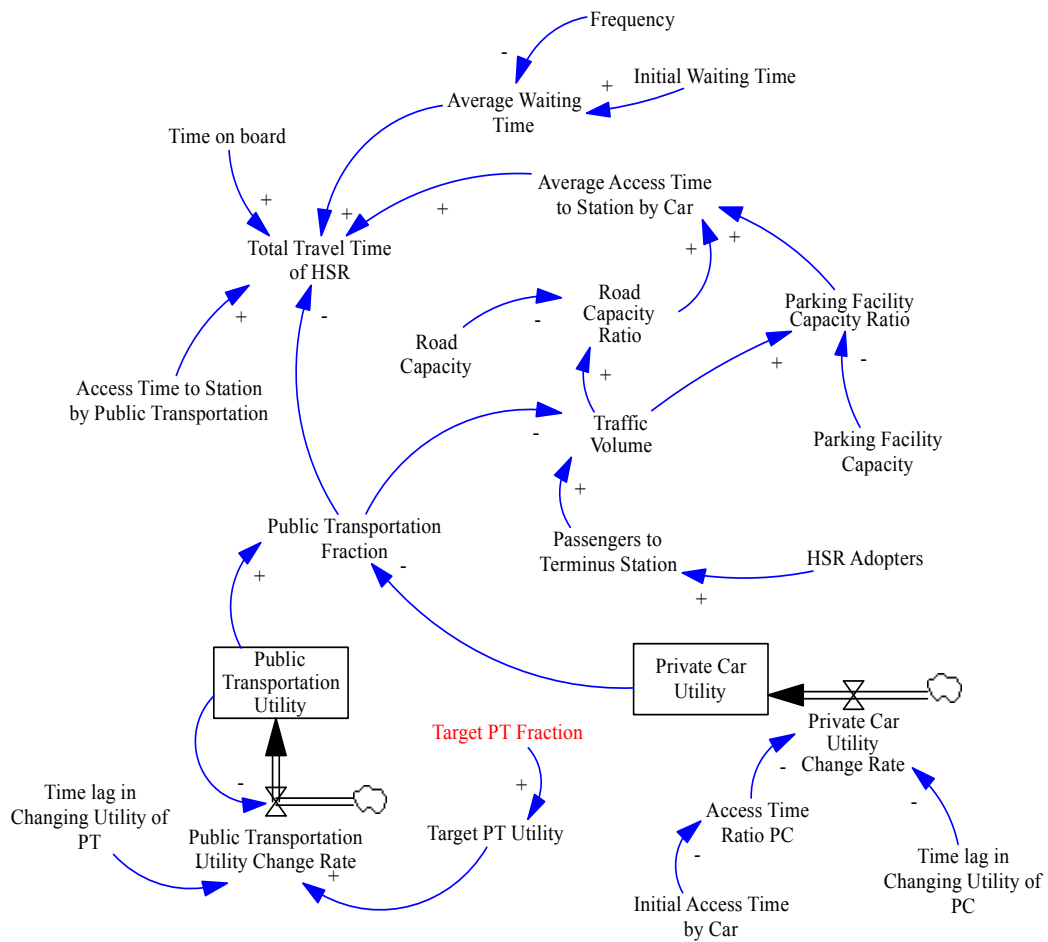 Frequency
-
Initial Waiting Time
+
Average Waiting
Time
Time on board
+
Average Access Time
to Station by Car
+
+
Total Travel Time
of HSR
+
+
Road
Capacity
Ratio
Parking Facility
Capacity Ratio
+
-
-
Road
Capacity
+
-
+
Access Time to Station
by Public Transportation
Traffic
Volume
-
Parking Facility
Capacity
+
Public Transportation
Fraction
-
Passengers to
Terminus Station
HSR Adopters
+
+
Public
Transportation
Utility
Private Car
Utility
Target PT Fraction
Private Car
Utility
Change Rate
-
-
+
-
Time lag in
Changing Utility of
PT
Public Transportation
Utility Change Rate
-
+
Target PT Utility
Access Time
Ratio PC
-
Time lag in
Changing Utility of
PC
Initial Access Time
by Car